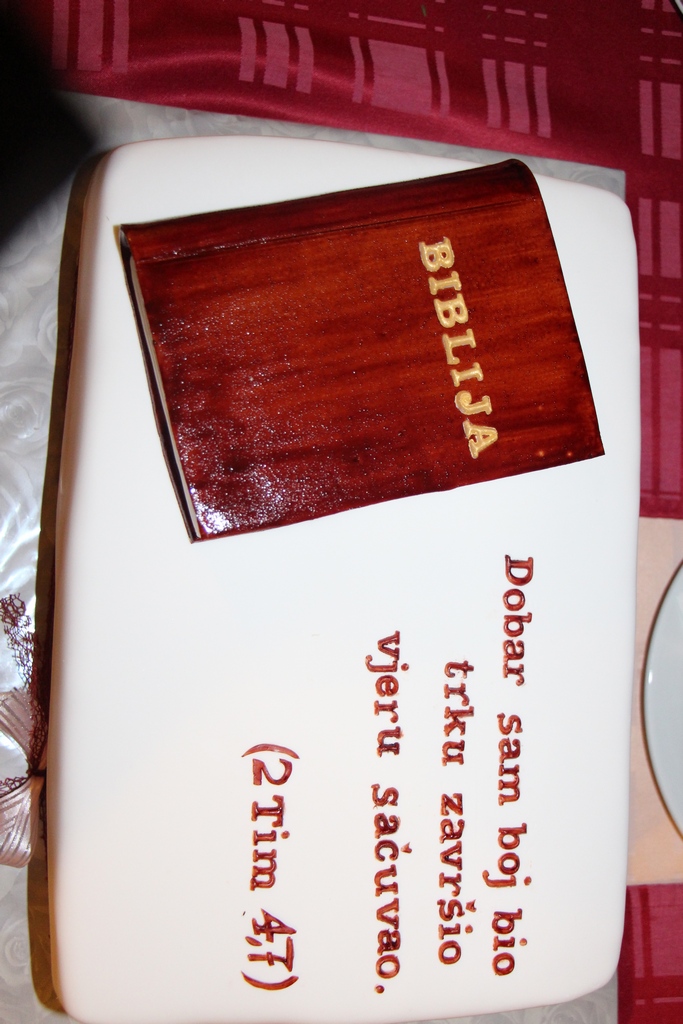 BIBLIJA
Dobar sam boj bio
trku završio
vjeru sačuvao.
(2 Tim 4,7)